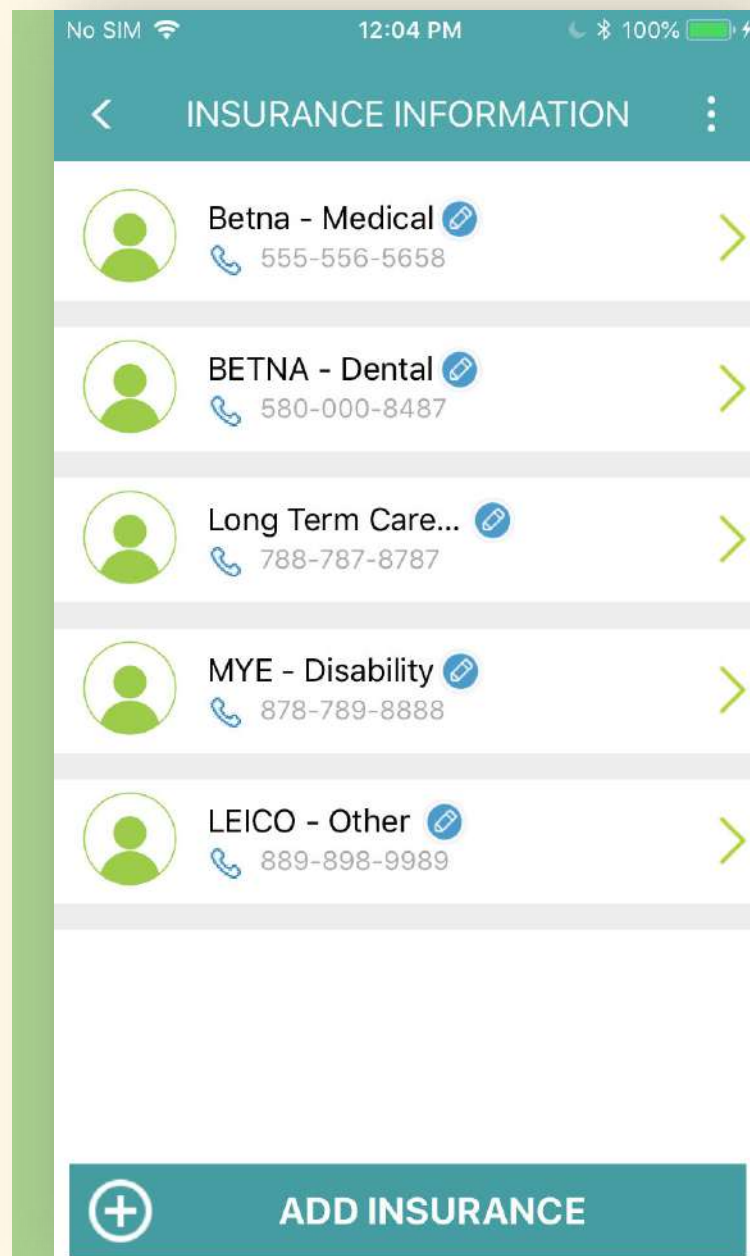 No SIM 12:04 PM 100%
INSURANCE INFORMATION
Betna - Medical
555-556-5658
BETNA - Dental
580-000-8487
Long Term Care...
788-787-8787
MYE - Disability
878-789-8888
LEICO - Other
889-898-9989
ADD INSURANCE